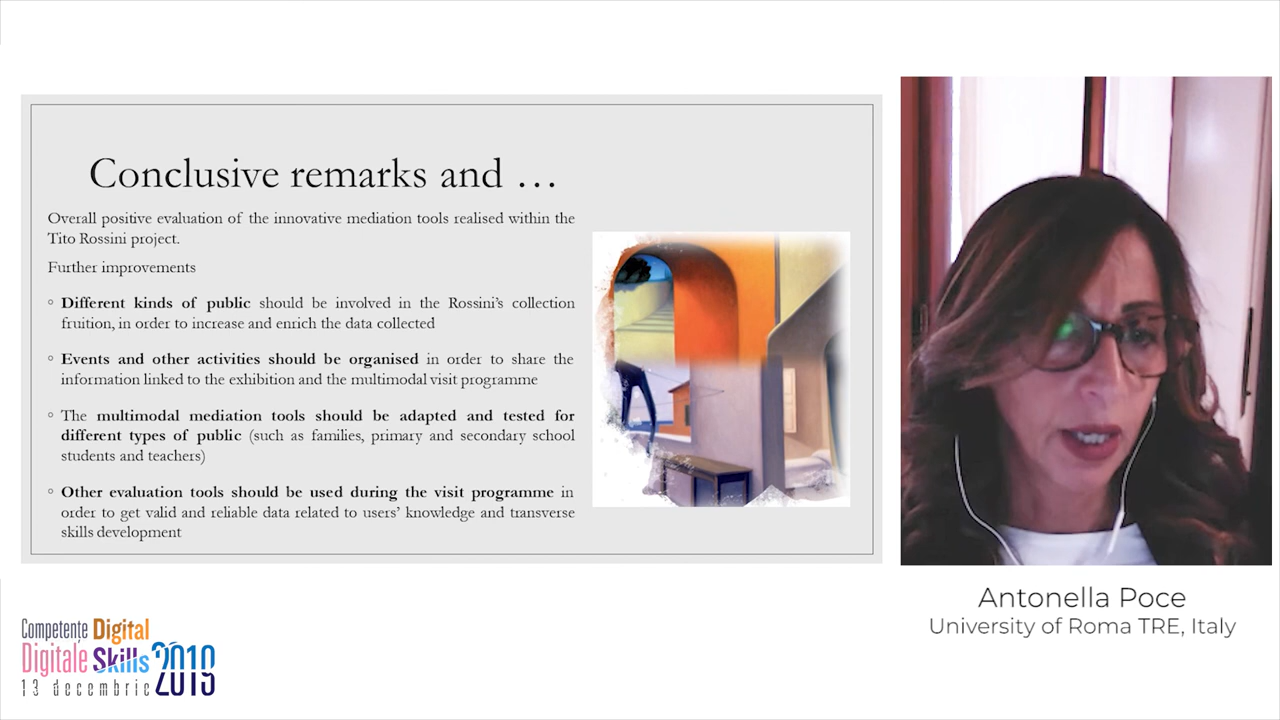 Conclusive remarks and …
Overall positive evaluation of the innovative mediation tools realised within the
Tito Rossini project.
Further improvements
◦ Different kinds of public should be involved in the Rossini's collection
fruition, in order to increase and enrich the data collected
◦ Events and other activities should be organised in order to share the
information linked to the exhibition and the multimodal visit programme
◦ The multimodal mediation tools should be adapted and tested for
different types of public (such as families, primary and secondary school
students and teachers)
◦ Other evaluation tools should be used during the visit programme in
order to get valid and reliable data related to users' knowledge and transverse
skills development
Antonella Poce
University of Roma TRE, Italy
Competențe Digital
Digitale Skills 2019
13 decembrie